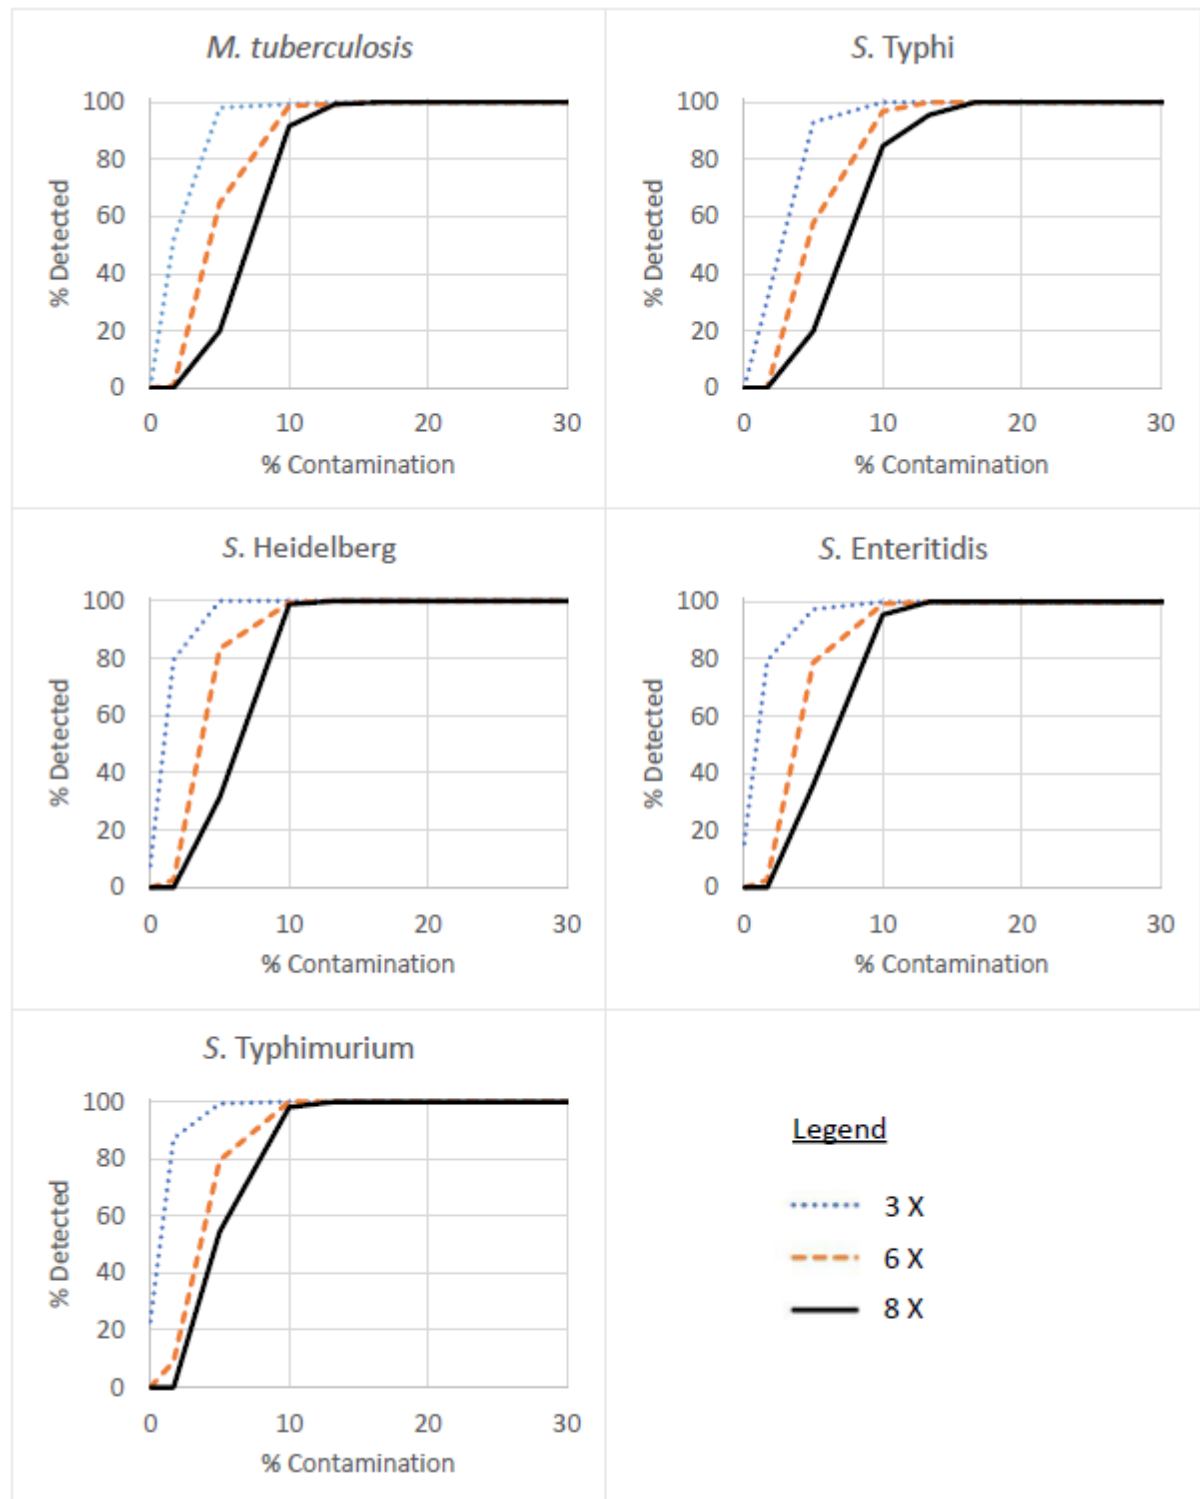 M. tuberculosis
100
80
60
40
20
0
% Detected
0 10 20 30
% Contamination
S. Typhi
100
80
60
40
20
0
% Detected
0 10 20 30
% Contamination
S. Heidelberg
100
80
60
40
20
0
% Detected
0 10 20 30
% Contamination
S. Enteritidis
100
80
60
40
20
0
% Detected
0 10 20 30
% Contamination
S. Typhimurium
100
80
60
40
20
0
% Detected
0 10 20 30
% Contamination
Legend
3 X
6 X
8 X